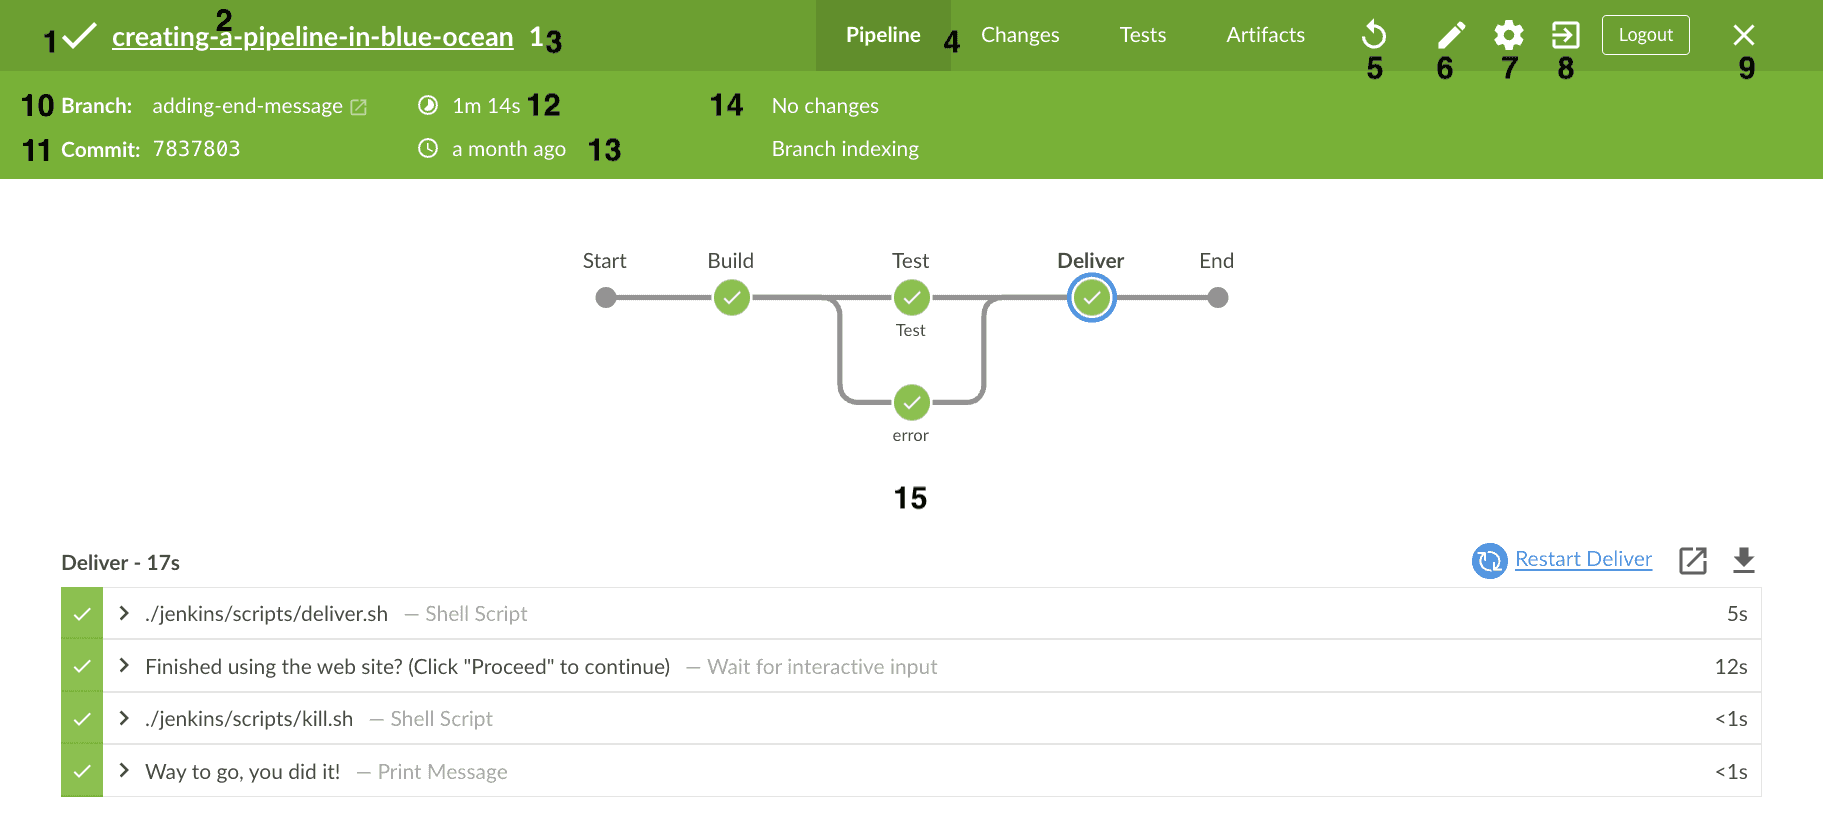 1 creating-a-pipeline-in-blue-ocean 1 Pipeline Changes Tests Artifacts Logout
2 3 4 5 6 7 8 9
10 Branch: adding-end-message 1m 14s 12 14 No changes
11 Commit: 7837803 a month ago 13 Branch indexing
Start Build Test Deliver End
Test
error
15
Deliver - 17s Restart Deliver
./jenkins/scripts/deliver.sh — Shell Script 5s
Finished using the web site? (Click "Proceed" to continue) — Wait for interactive input 12s
./jenkins/scripts/kill.sh — Shell Script <1s
Way to go, you did it! — Print Message <1s